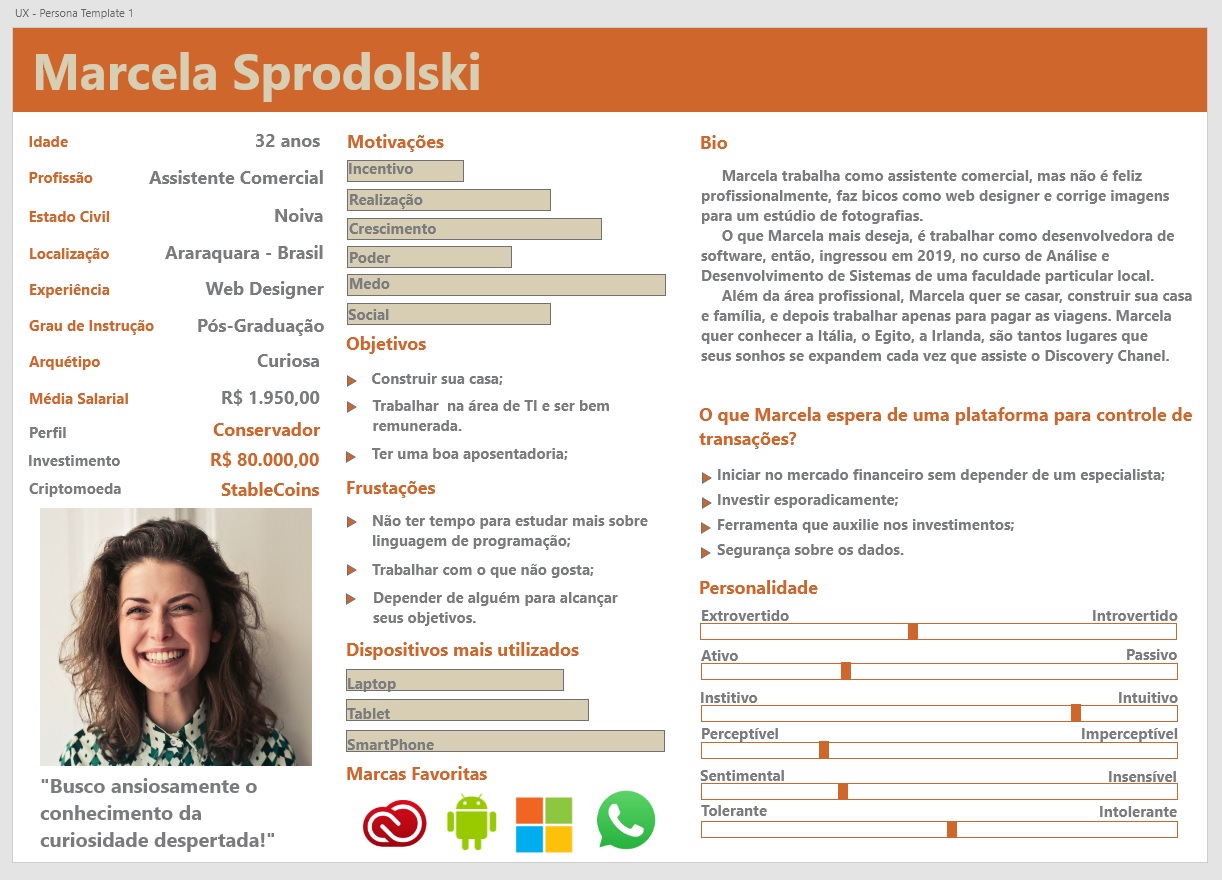 UX - Persona Template 1
Marcela Sprodolski
Idade 32 anos
Profissão Assistente Comercial
Estado Civil Noiva
Localização Araraquara - Brasil
Experiência Web Designer
Grau de Instrução Pós-Graduação
Arquétipo Curiosa
Média Salarial R$ 1.950,00
Perfil Conservador
Investimento R$ 80.000,00
Criptomoeda StableCoins
"Busco ansiosamente o
conhecimento da
curiosidade despertada!"
Motivações
Incentivo
Realização
Crescimento
Poder
Medo
Social
Objetivos
Construir sua casa;
Trabalhar  na área de TI e ser bem
remunerada.
Ter uma boa aposentadoria;
Frustações
Não ter tempo para estudar mais sobre
linguagem de programação;
Trabalhar com o que não gosta;
Depender de alguém para alcançar
seus objetivos.
Dispositivos mais utilizados
Laptop
Tablet
SmartPhone
Marcas Favoritas
Bio
Marcela trabalha como assistente comercial, mas não é feliz
profissionalmente, faz bicos como web designer e corrige imagens
para um estúdio de fotografias.
O que Marcela mais deseja, é trabalhar como desenvolvedora de
software, então, ingressou em 2019, no curso de Análise e
Desenvolvimento de Sistemas de uma faculdade particular local.
Além da área profissional, Marcela quer se casar, construir sua casa
e família, e depois trabalhar apenas para pagar as viagens. Marcela
quer conhecer a Itália, o Egito, a Irlanda, são tantos lugares que
seus sonhos se expandem cada vez que assiste o Discovery Chanel.
O que Marcela espera de uma plataforma para controle de
transações?
Iniciar no mercado financeiro sem depender de um especialista;
Investir esporadicamente;
Ferramenta que auxilie nos investimentos;
Segurança sobre os dados.
Personalidade
Extrovertido Introvertido
Ativo Passivo
Institivo Intuitivo
Perceptível Imperceptível
Sentimental Insensível
Tolerante Intolerante